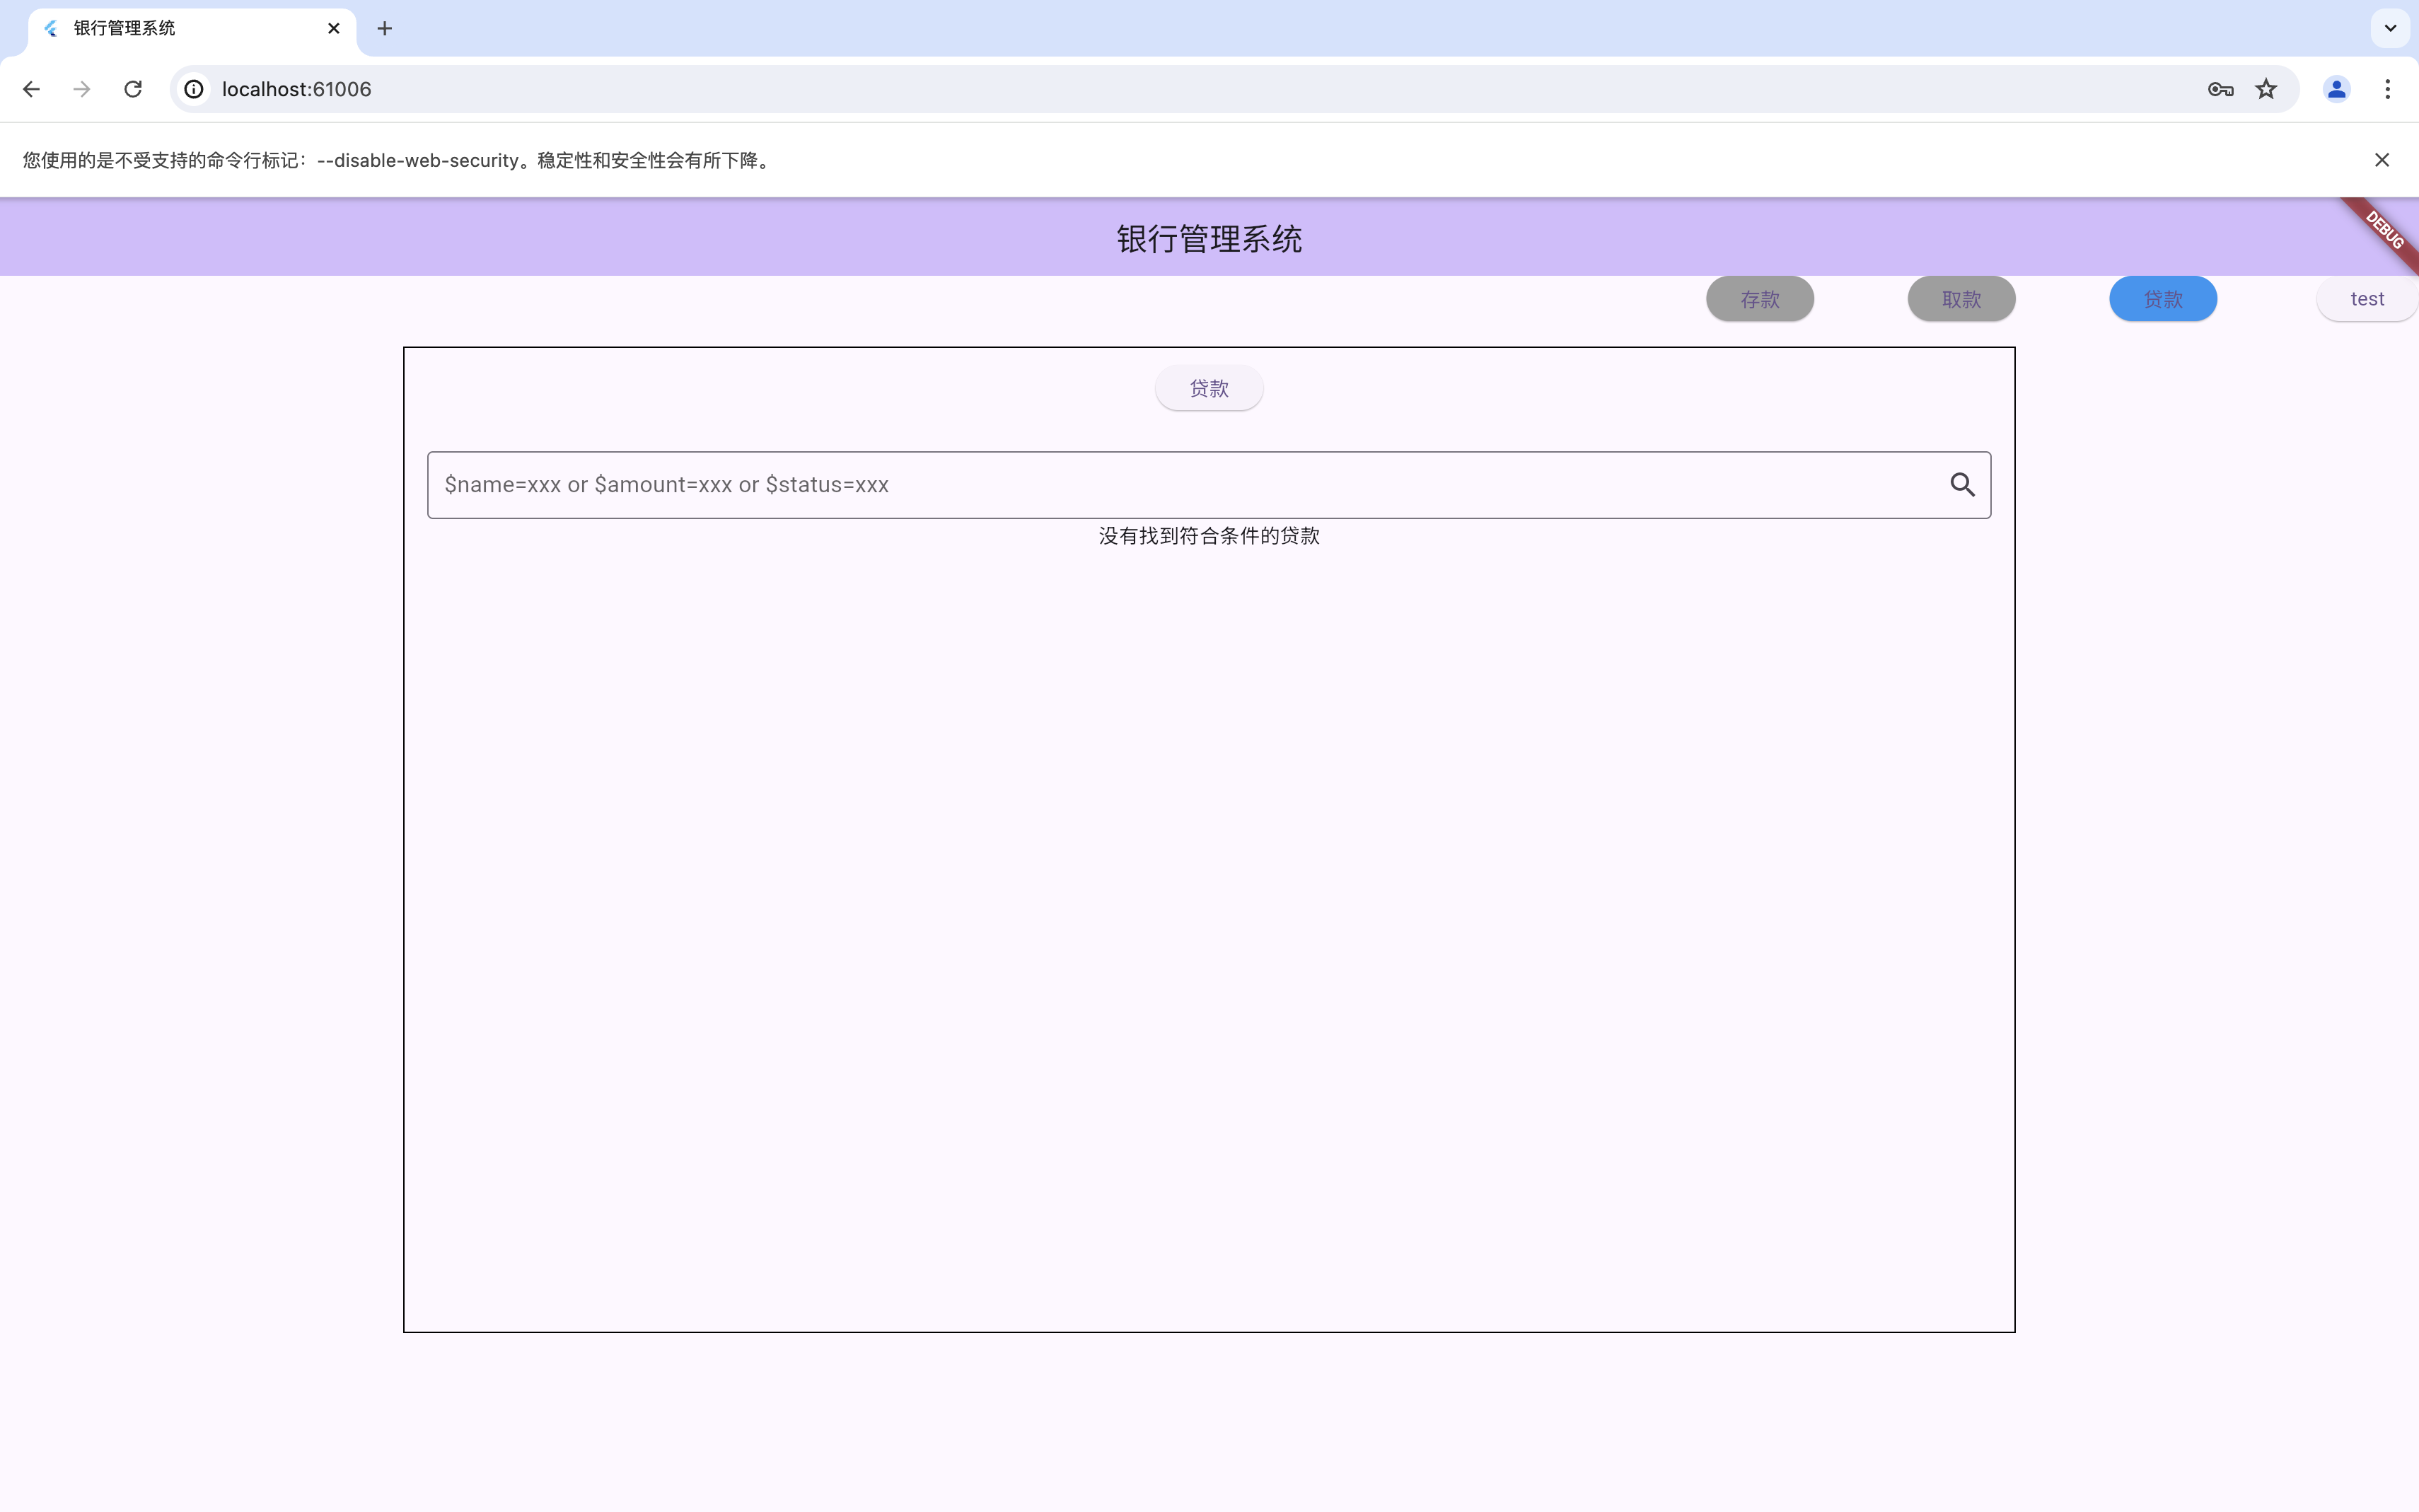 银行管理系统
localhost:61006
您使用的是不受支持的命令行标记：--disable-web-security。稳定性和安全性会有所下降。
银行管理系统
DEBUG
存款 取款 贷款 test
贷款
$name=xxx or $amount=xxx or $status=xxx
没有找到符合条件的贷款